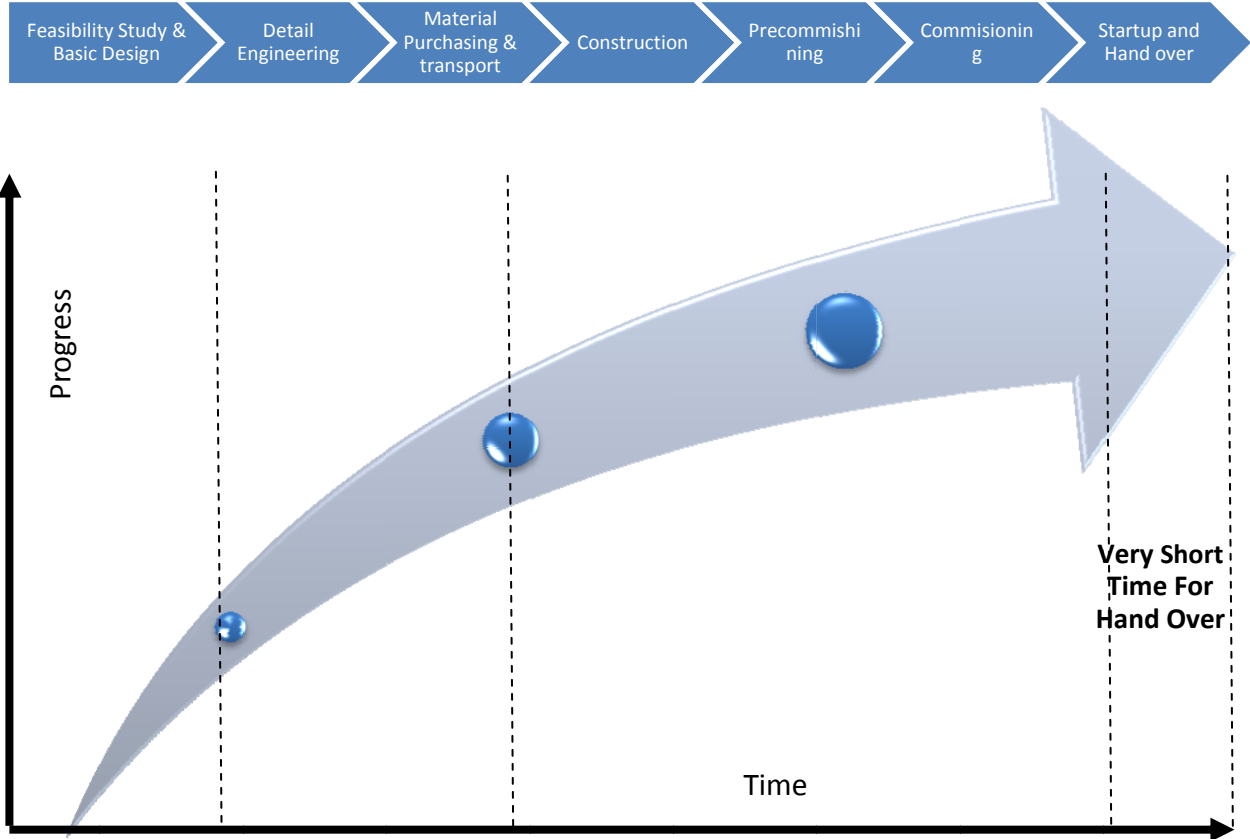 Feasibility Study &
Basic Design
Detail
Engineering
Material
Purchasing &
transport
Construction
Precommishi
ning
Commisionin
g
Startup and
Hand over
Progress
Very Short
Time For
Hand Over
Time